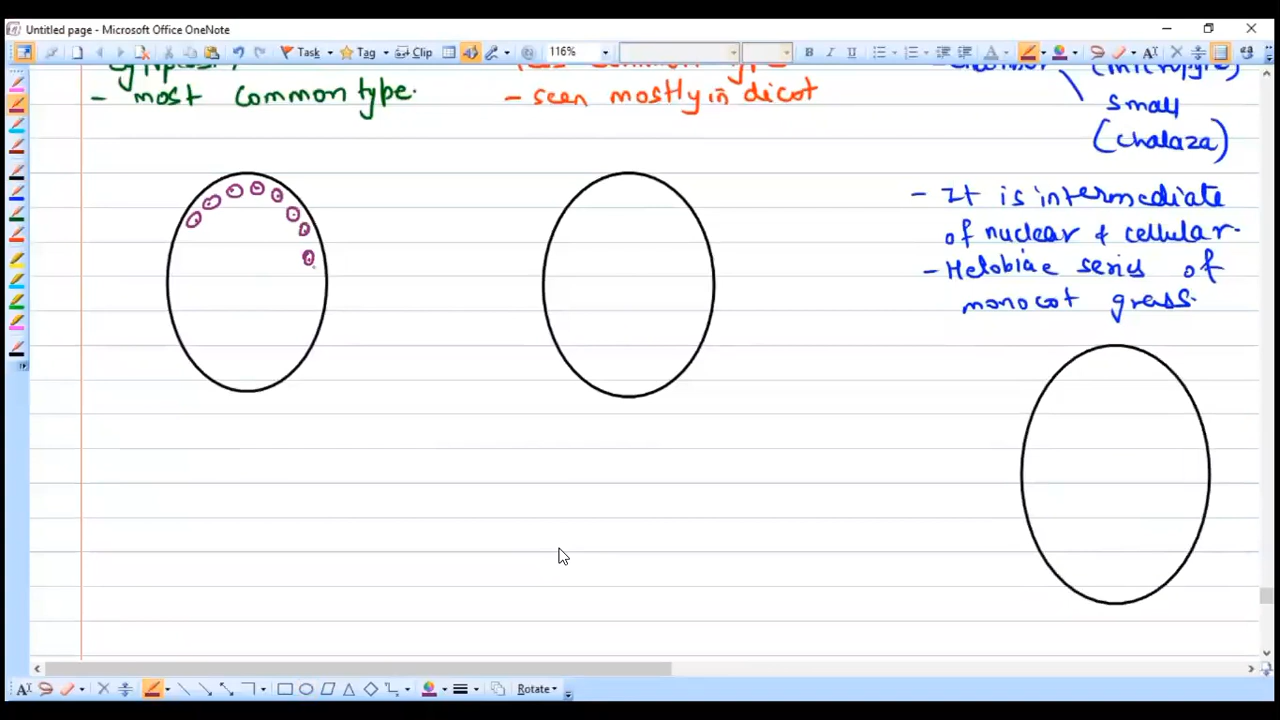 Untitled page - Microsoft Office OneNote
Task
Tag
Clip
116%
B I U
- most common type.
- seen mostly in dicot
small
(chalaza)
- It is intermediate
of nuclear & cellular.
- Helobiae series of
monocot grass.
Rotate